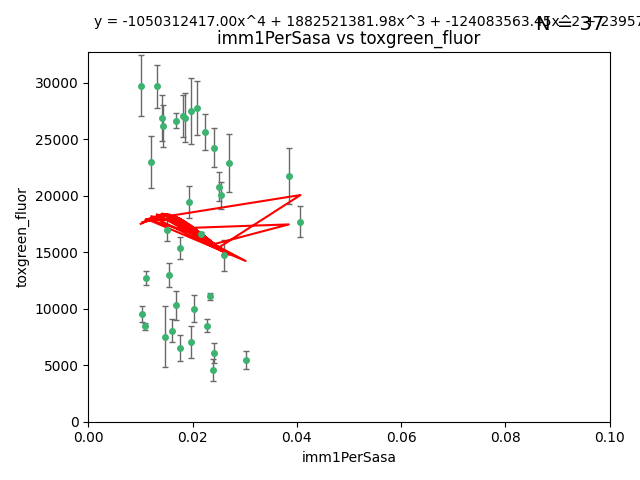 y = -1050312417.00x^4 + 1882521381.98x^3 + -124083563.45x^2 + 23957
N = 37
imm1PerSasa vs toxgreen_fluor
30000
25000
20000
15000
10000
5000
0
toxgreen_fluor
0.00 0.02 0.04 0.06 0.08 0.10
imm1PerSasa